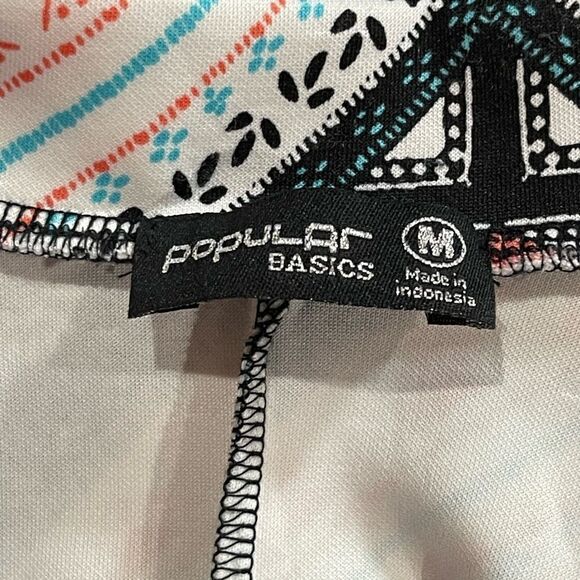 popular
BASICS
M
Made in
indonesia